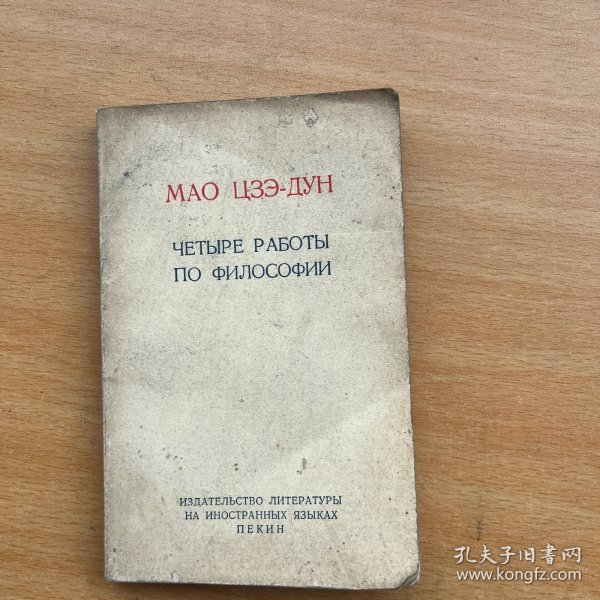 МАО ЦЗЭ-ДУН
ЧЕТЫРЕ РАБОТЫ
ПО ФИЛОСОФИИ
ИЗДАТЕЛЬСТВО ЛИТЕРАТУРЫ
НА ИНОСТРАННЫХ ЯЗЫКАХ
ПЕКИН
孔夫子旧书网
www.kongfz.com